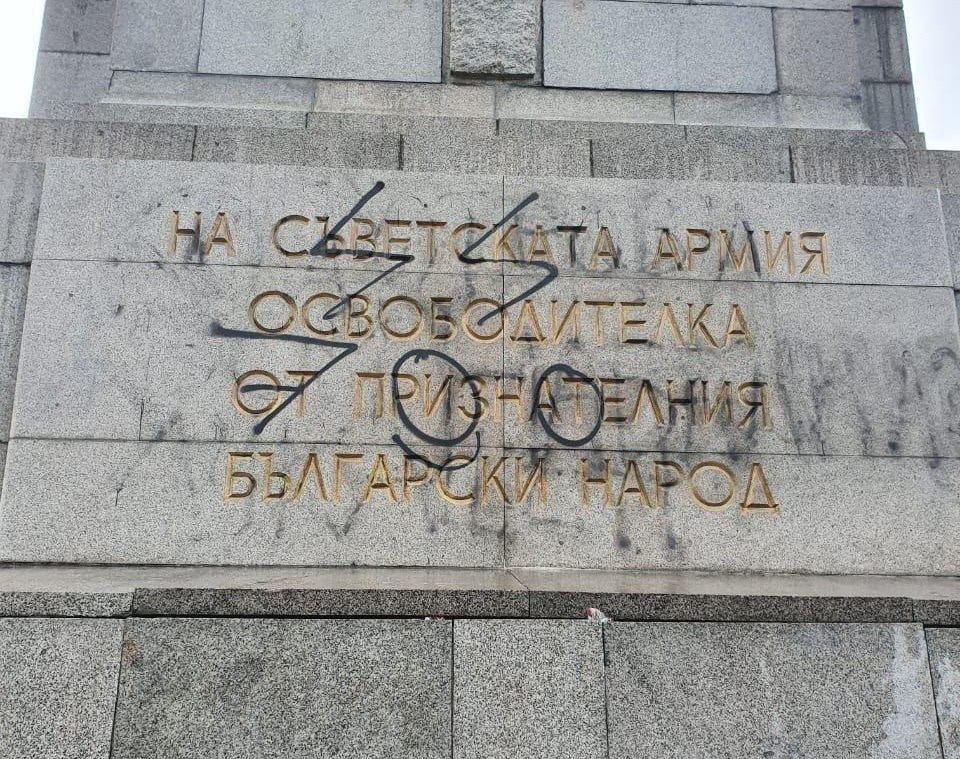 НА СЪВЕТСКАТА АРМИЯ
ОСВОБОДИТЕЛКА
ОТ ПРИЗНАТЕЛНИЯ
БЪЛГАРСКИ НАРОД